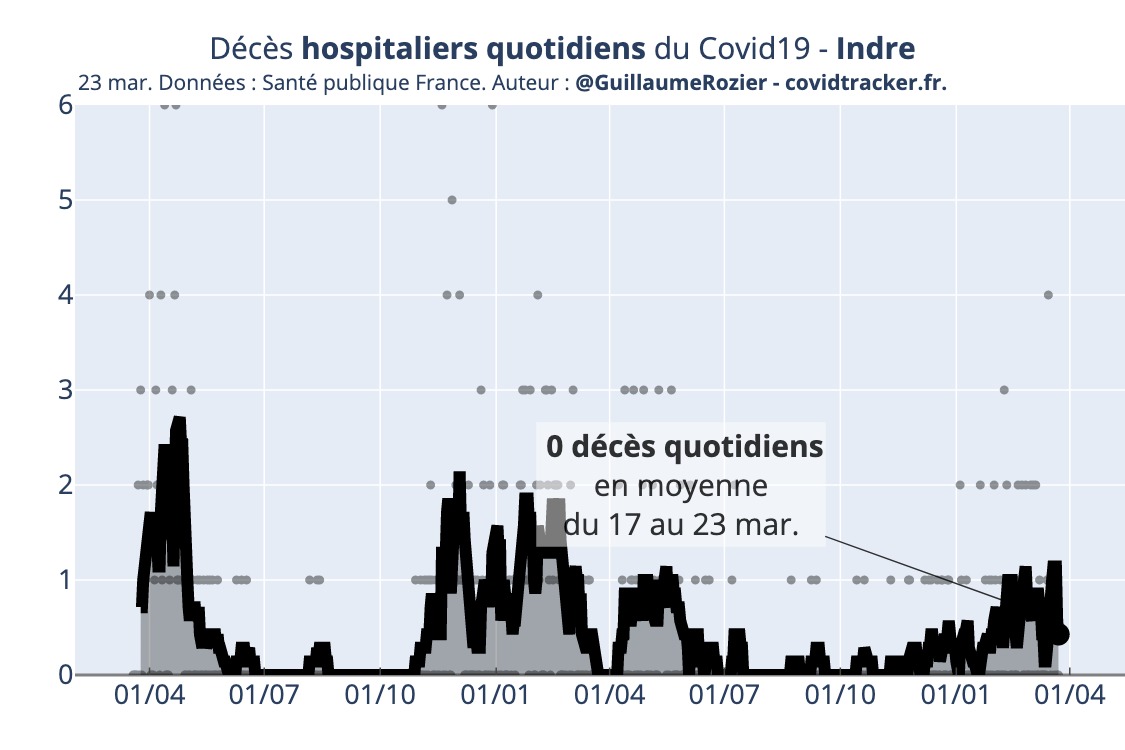 Décès hospitaliers quotidiens du Covid19 - Indre
23 mar. Données : Santé publique France. Auteur : @GuillaumeRozier - covidtracker.fr.
6
5
4
3
0 décès quotidiens
2
en moyenne
du 17 au 23 mar.
1
0
01/04 01/07 01/10 01/01 01/04 01/07 01/10 01/01 01/04